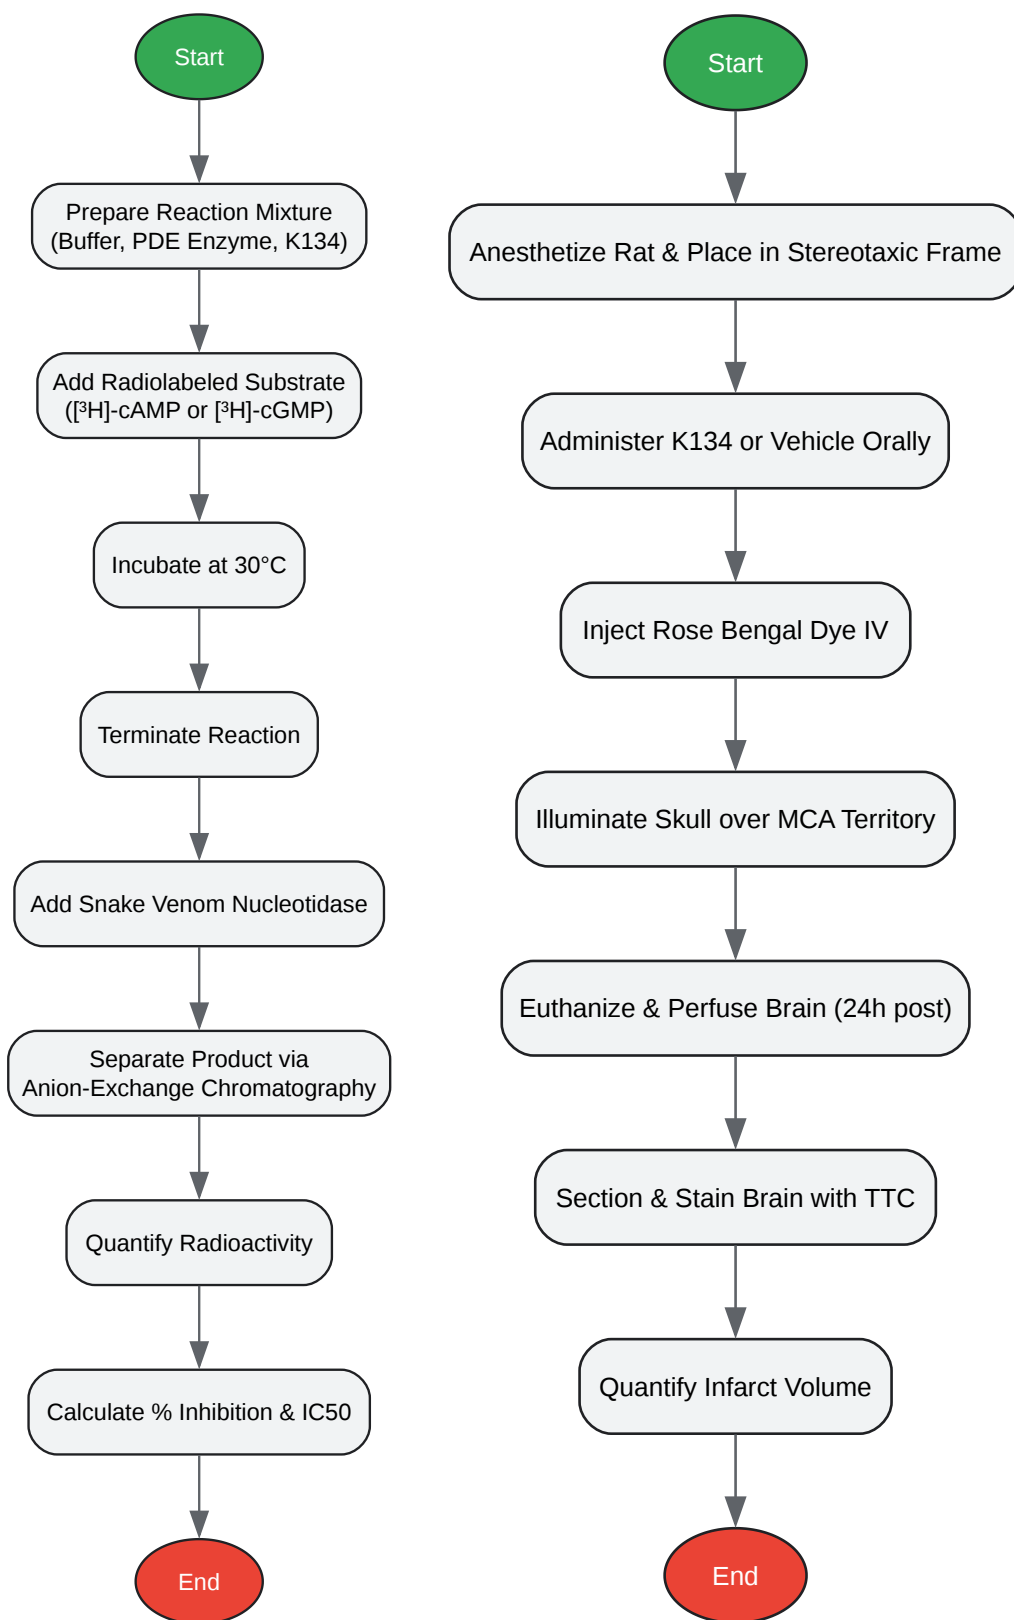 Start
Prepare Reaction Mixture
(Buffer, PDE Enzyme, K134)
Add Radiolabeled Substrate
([³H]-cAMP or [³H]-cGMP)
Incubate at 30°C
Terminate Reaction
Add Snake Venom Nucleotidase
Separate Product via
Anion-Exchange Chromatography
Quantify Radioactivity
Calculate % Inhibition & IC50
End
Start
Anesthetize Rat & Place in Stereotaxic Frame
Administer K134 or Vehicle Orally
Inject Rose Bengal Dye IV
Illuminate Skull over MCA Territory
Euthanize & Perfuse Brain (24h post)
Section & Stain Brain with TTC
Quantify Infarct Volume
End